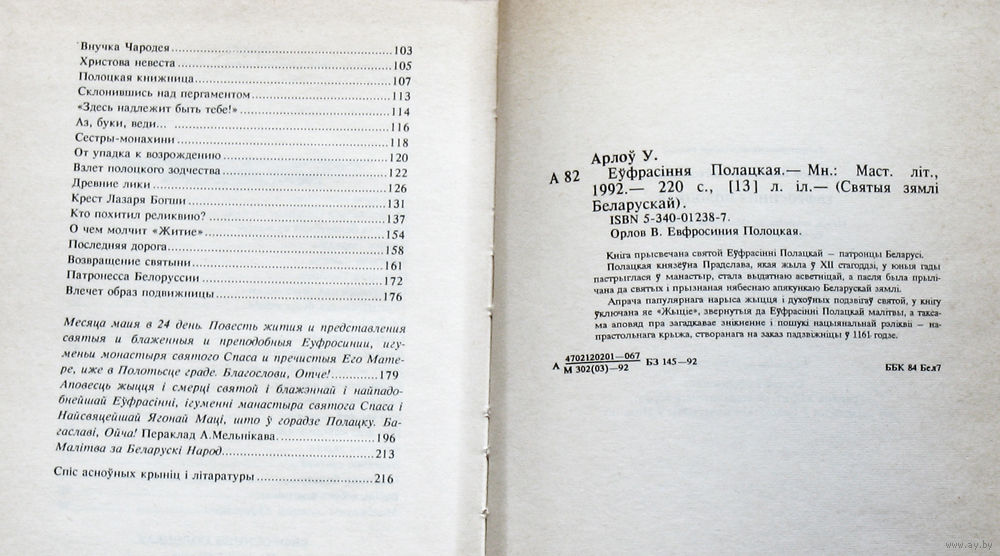 Внучка Чародея 103
Христова невеста 105
Полоцкая книжница 107
Склонившись над пергаментом 113
«Здесь надлежит быть тебе!» 114
Аз, буки, веди... 116
Сестры-монахини 118
От упадка к возрождению 120
Взлет полоцкого зодчества 122
Древние лики 126
Крест Лазаря Богши 131
Кто похитил реликвию? 137
О чем молчит «Житие» 154
Последняя дорога 158
Возвращение святыни 161
Патронесса Белоруссии 172
Влечет образ подвижницы 176
Месяца маия в 24 день. Повесть жития и представления
святыя и блаженныя и преподобныя Еуфросинии, игу-
меньи монастыря святого Спаса и пречистыя Его Мате-
ре, иже в Полотьсце граде. Благослови, Отче! 179
Аповесць жыцця і смерці святой і блажэннай і найпадо-
бнейшай Еўфрасінні, ігуменні манастыра святога Спаса і
Найсвяцейшай Ягонай Маці, што ў горадзе Полацку. Ба-
гаславі, Ойча! Пераклад А.Мельнікава. 196
Малітва за Беларускі Народ 213
Спіс асноўных крыніц і літаратуры 216
Арлоў У.
А 82 Еўфрасіння Полацкая.— Мн.: Маст. літ.,
1992.— 220 с., [13] л. іл.— (Святыя зямлі
Беларускай).
ISBN 5-340-01238-7.
Орлов В. Евфросиния Полоцкая.
Кніга прысвечана святой Еўфрасінні Полацкай — патронцы Беларусі.
Полацкая князёўна Прадслава, якая жыла ў XII стагоддзі, у юныя гады
пастрыглася ў манастыр, стала выдатнаю асветніцай, а пасля была прылі-
чана да святых і прызнаная нябеснаю апякункаю Беларускай зямлі.
Апрача папулярнага нарыса жыцця і духоўных подзвігаў святой, у кнігу
ўключана яе «Жыціе», звернутыя да Еўфрасінні Полацкай малітвы, а такса-
ма аповяд пра загадкавае знікненне і пошукі нацыянальнай рэліквіі — на-
прастольнага крыжа, створанага на заказ падзвіжніцы ў 1161 годзе.
А 4702120201—067
М 302(03)—92 БЗ 145—92 ББК 84 Бел7
www.ay.by